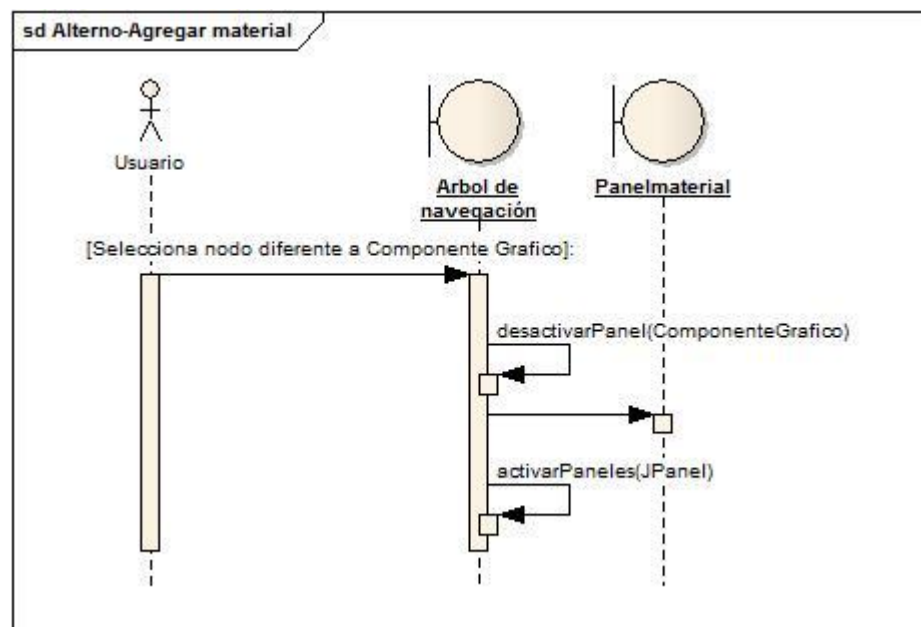 sd Alterno-Agregar material
Usuario
Arbol de
navegación
Panelmaterial
[Selecciona nodo diferente a Componente Grafico]:
desactivarPanel(ComponenteGrafico)
activarPaneles(JPanel)